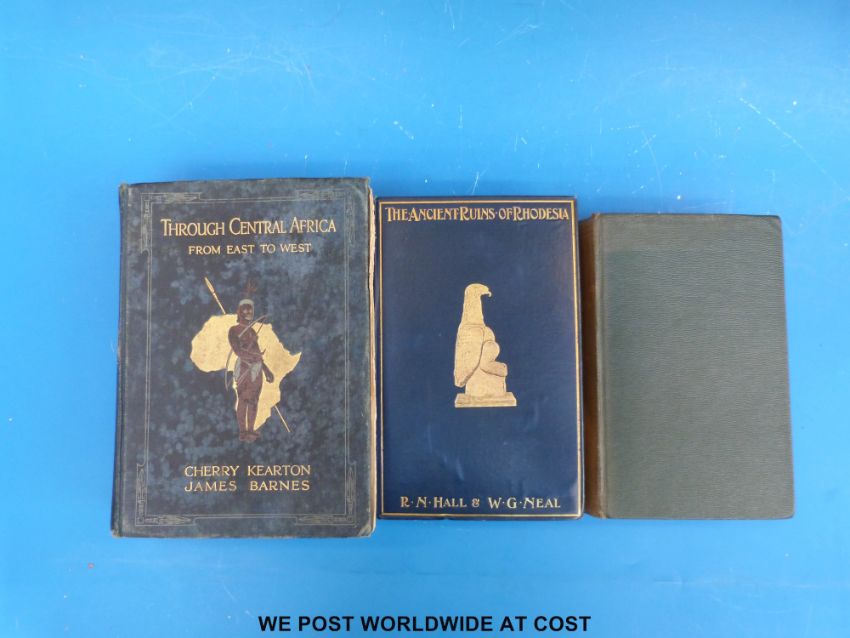 THROUGH CENTRAL AFRICA
FROM EAST TO WEST
CHERRY KEARTON
JAMES BARNES
THE ANCIENT·RUINS·OF·RHODESIA
R·N·HALL & W·G·NEAL
WE POST WORLDWIDE AT COST